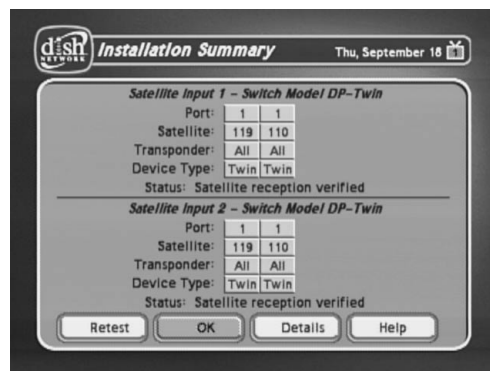 dish
NETWORK
Installation Summary
Thu, September 18
1
Satellite Input 1 – Switch Model DP–Twin
Port: 1 1
Satellite: 119 110
Transponder: All All
Device Type: Twin Twin
Status: Satellite reception verified
Satellite Input 2 – Switch Model DP–Twin
Port: 1 1
Satellite: 119 110
Transponder: All All
Device Type: Twin Twin
Status: Satellite reception verified
Retest OK Details Help